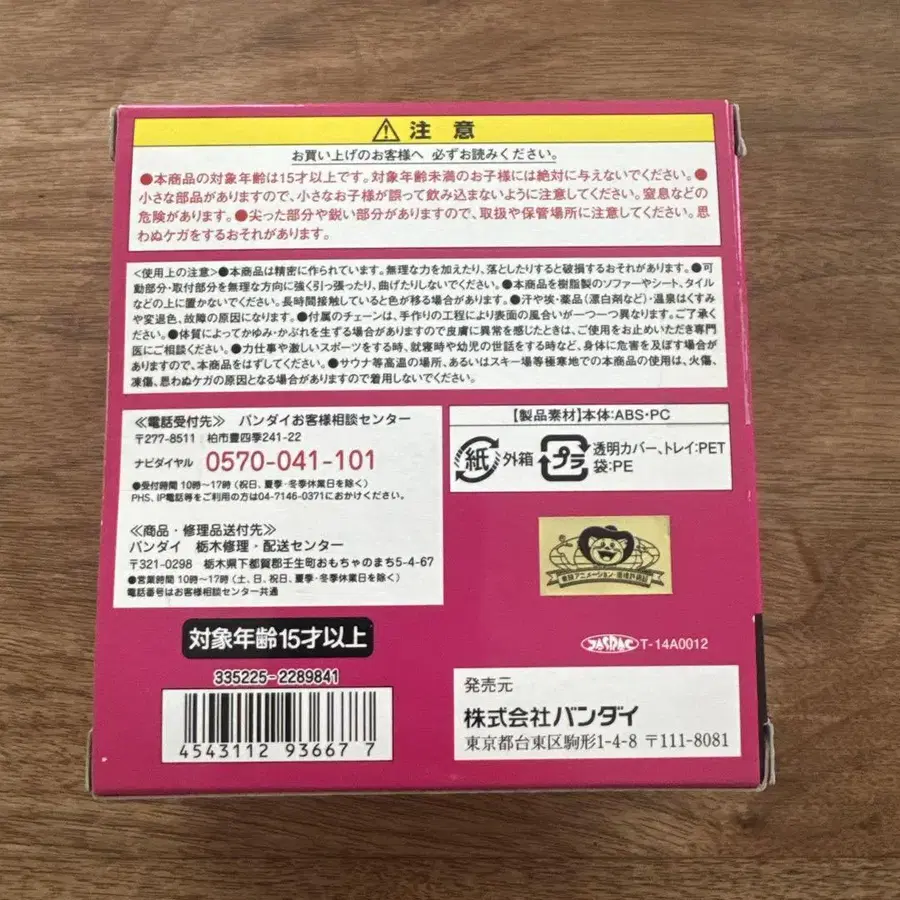 注意
お買い上げのお客様へ 必ずお読みください。
●本商品の対象年齢は15才以上です。対象年齢未満のお子様には絶対に与えないでください。●
小さな部品がありますので、小さなお子様が誤って飲み込まないように注意してください。窒息などの
危険があります。●尖った部分や鋭い部分がありますので、取扱や保管場所に注意してください。思
わぬケガをするおそれがあります。
<使用上の注意>●本商品は精密に作られています。無理な力を加えたり、落としたりすると破損するおそれがあります。●可
動部分・取付部分を無理な方向に強く引っ張ったり、曲げたりしないでください。●本商品を樹脂製のソファーやシート、タイル
などの上に置かないでください。長時間接触していると色が移る場合があります。●汗や埃・薬品(漂白剤など)・温泉はくすみ
や変退色、故障の原因になります。●付属のチェーンは、手作りの工程により表面の風合いが一つ一つ異なります。ご了承く
ださい。●体質によってかゆみ・かぶれを生ずる場合がありますので皮膚に異常を感じたときは、ご使用をお止めいただき専門
医にご相談ください。●力仕事や激しいスポーツをする時、就寝時や幼児の世話をする時など、身体に危害を及ぼす場合が
ありますので、本商品をはずしてください。●サウナ等高温の場所、あるいはスキー場等極寒地での本商品の使用は、火傷、
凍傷、思わぬケガの原因となる場合がありますので着用しないでください。
≪電話受付先≫ バンダイお客様相談センター
〒277-8511 柏市豊四季241-22
ナビダイヤル 0570-041-101
●受付時間 10時〜17時(祝日、夏季・冬季休業日を除く)
PHS、IP電話等をご利用の方は04-7146-0371におかけください。
≪商品・修理品送付先≫
バンダイ 栃木修理・配送センター
〒321-0298 栃木県下都賀郡壬生町おもちゃのまち5-4-67
●営業時間 10時〜17時(土、日、祝日、夏季・冬季休業日を除く)
電話番号はお客様相談センター共通
【製品素材】本体:ABS・PC
紙 外箱
プラ 透明カバー、トレイ:PET
袋:PE
東映アニメーション・環境許諾証
対象年齢15才以上
JASPAC T-14A0012
335225-2289841
4543112 93667 7
発売元
株式会社バンダイ
東京都台東区駒形1-4-8 〒111-8081